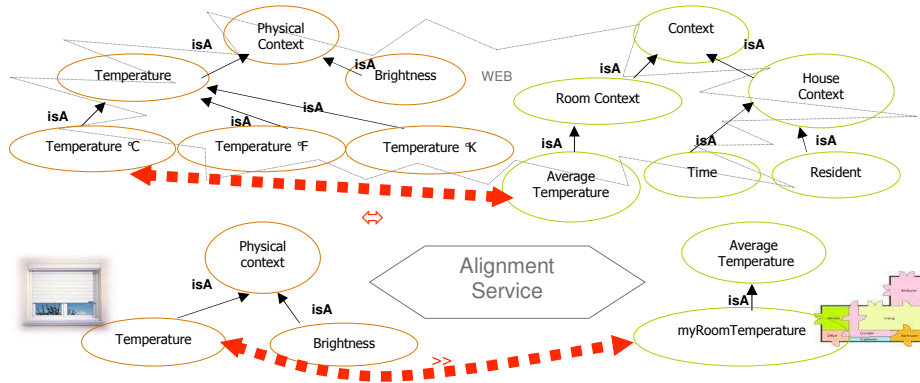 Physical
Context
Context
isA
isA
isA
isA
Temperature
Brightness
WEB
House
Context
Room Context
isA
isA
isA
isA
isA
isA
Temperature °C
Temperature °F
Temperature °K
Average
Temperature
Time
Resident
⇔
Physical
context
Alignment
Service
Average
Temperature
isA
isA
isA
Temperature
Brightness
myRoomTemperature
>>